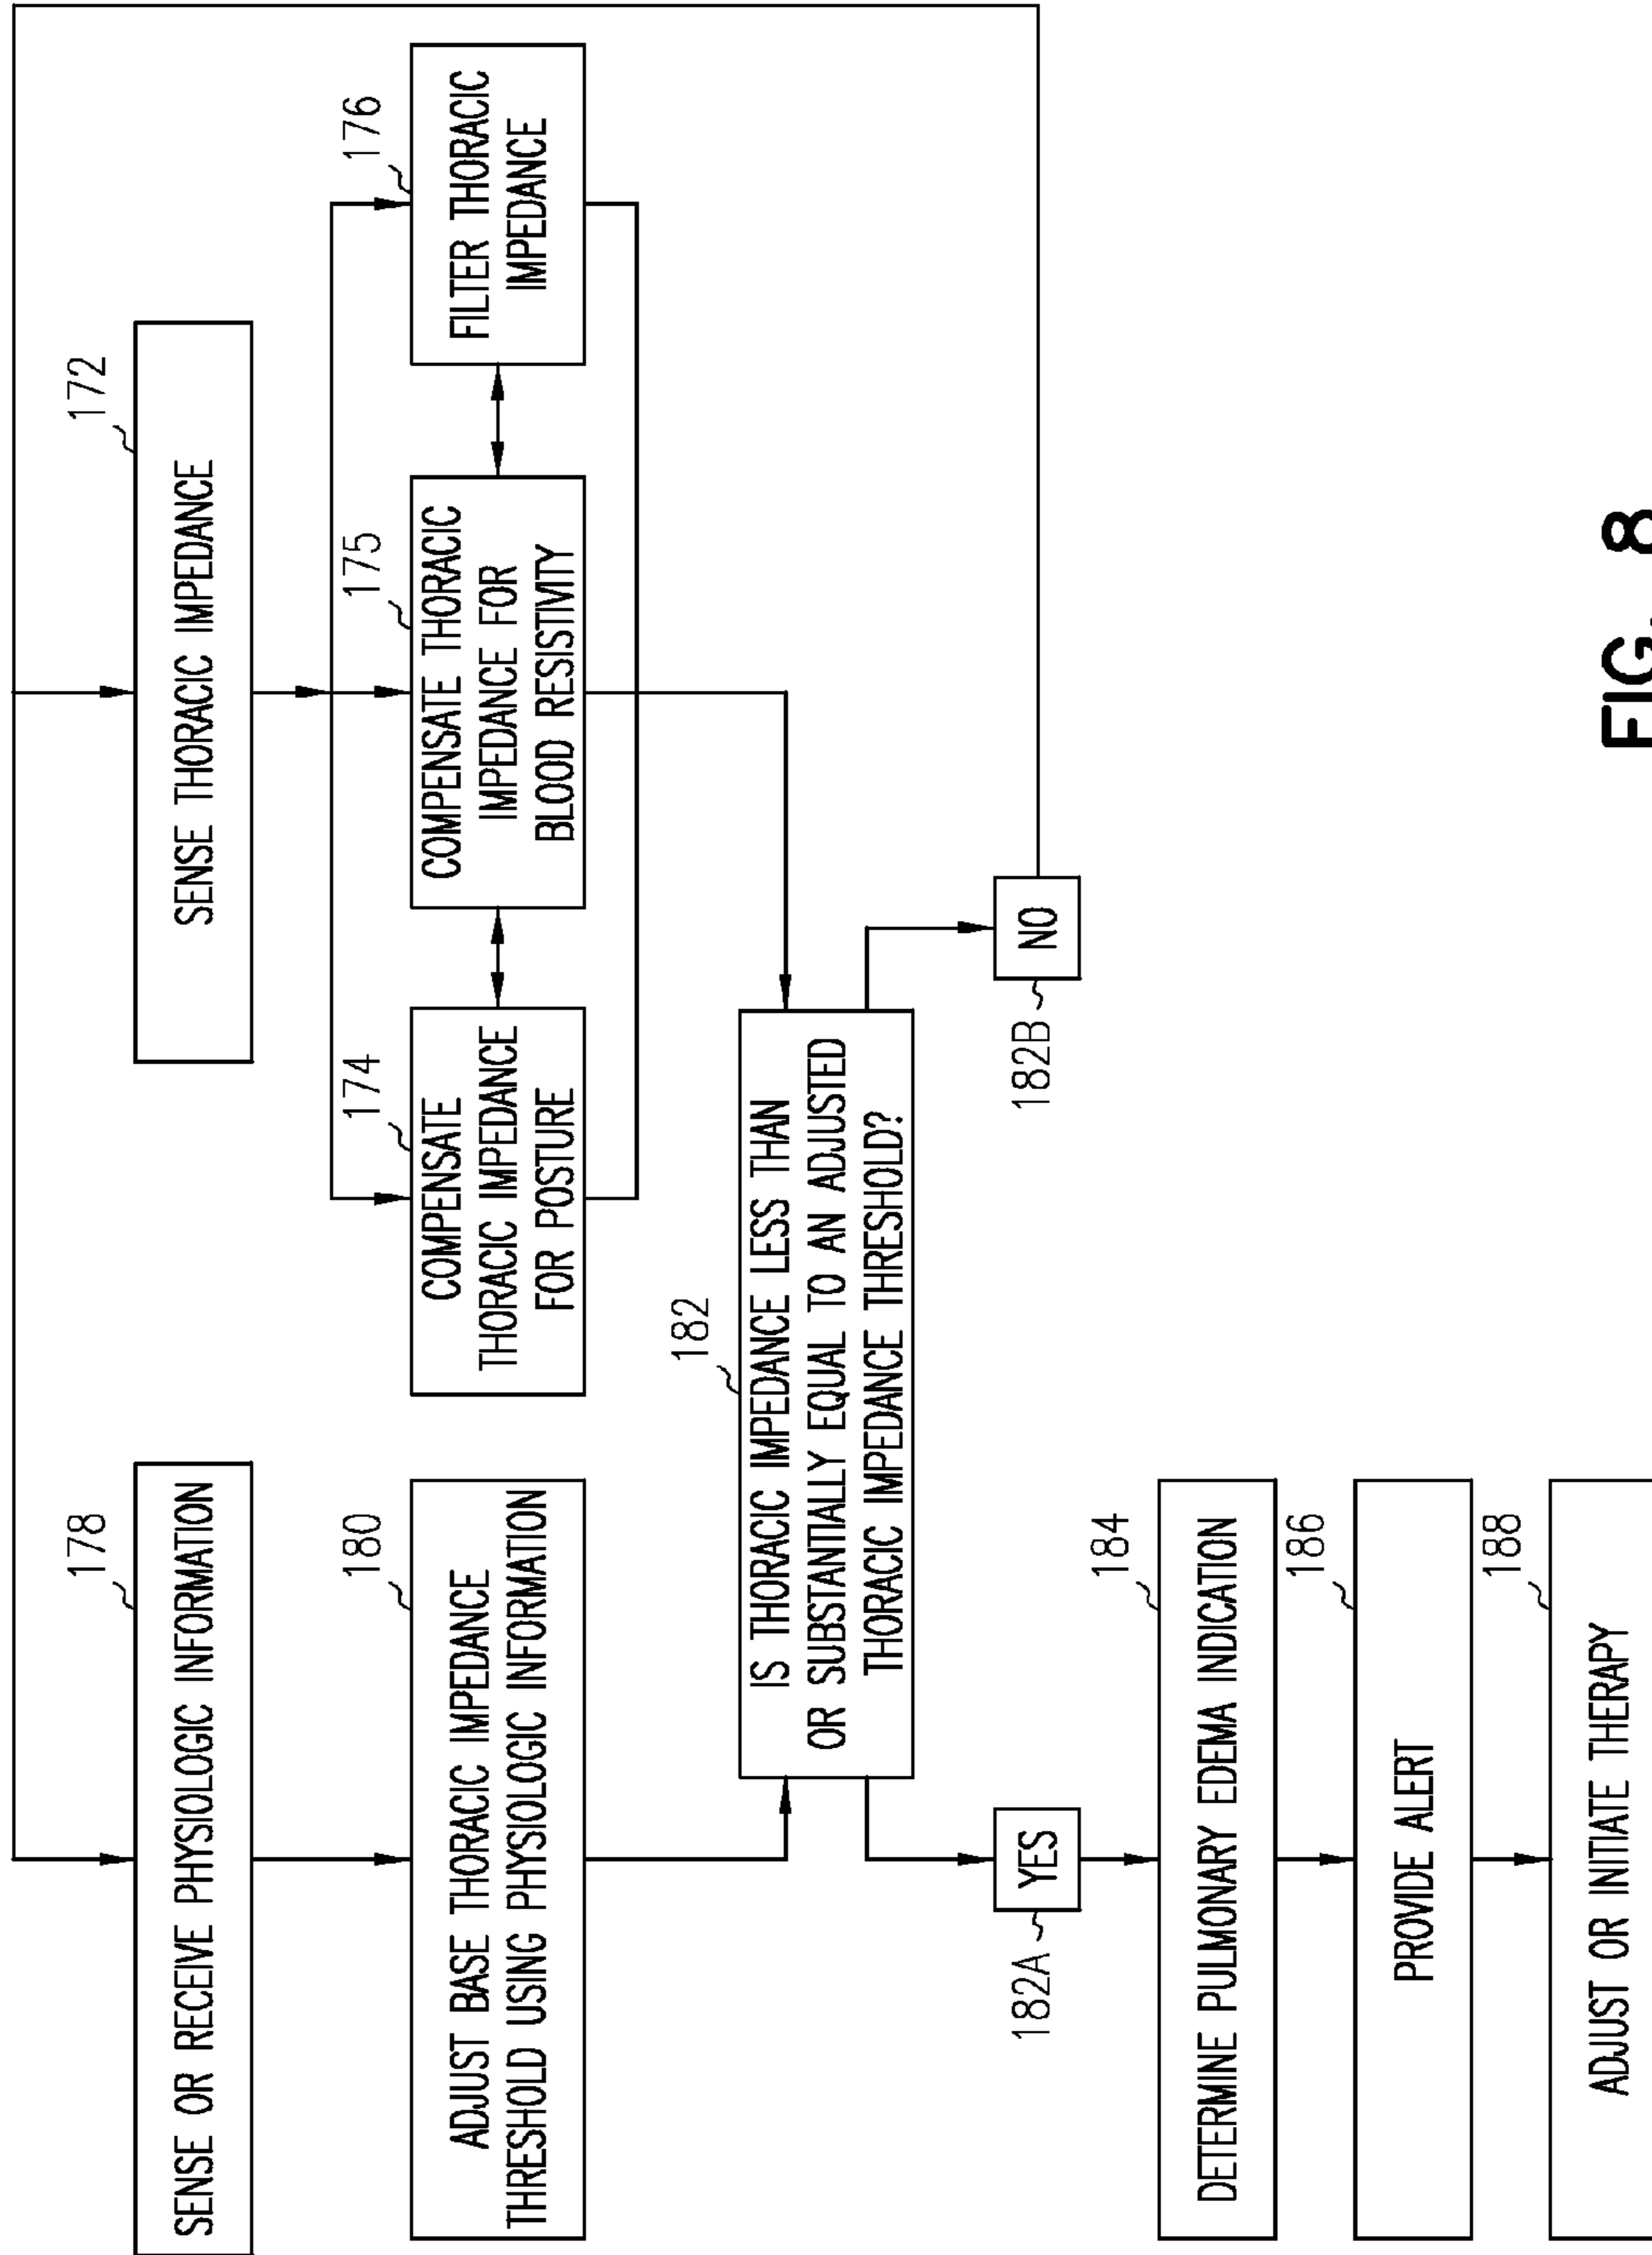 178
SENSE OR RECEIVE PHYSIOLOGIC INFORMATION
172
SENSE THORACIC IMPEDANCE
180
ADJUST BASE THORACIC IMPEDANCE
THRESHOLD USING PHYSIOLOGIC INFORMATION
174
COMPENSATE
THORACIC IMPEDANCE
FOR POSTURE
175
COMPENSATE THORACIC
IMPEDANCE FOR
BLOOD RESISTIVITY
176
FILTER THORACIC
IMPEDANCE
182
IS THORACIC IMPEDANCE LESS THAN
OR SUBSTANTIALLY EQUAL TO AN ADJUSTED
THORACIC IMPEDANCE THRESHOLD?
182A
YES
182B
NO
184
DETERMINE PULMONARY EDEMA INDICATION
186
PROVIDE ALERT
188
ADJUST OR INITIATE THERAPY
FIG. 8